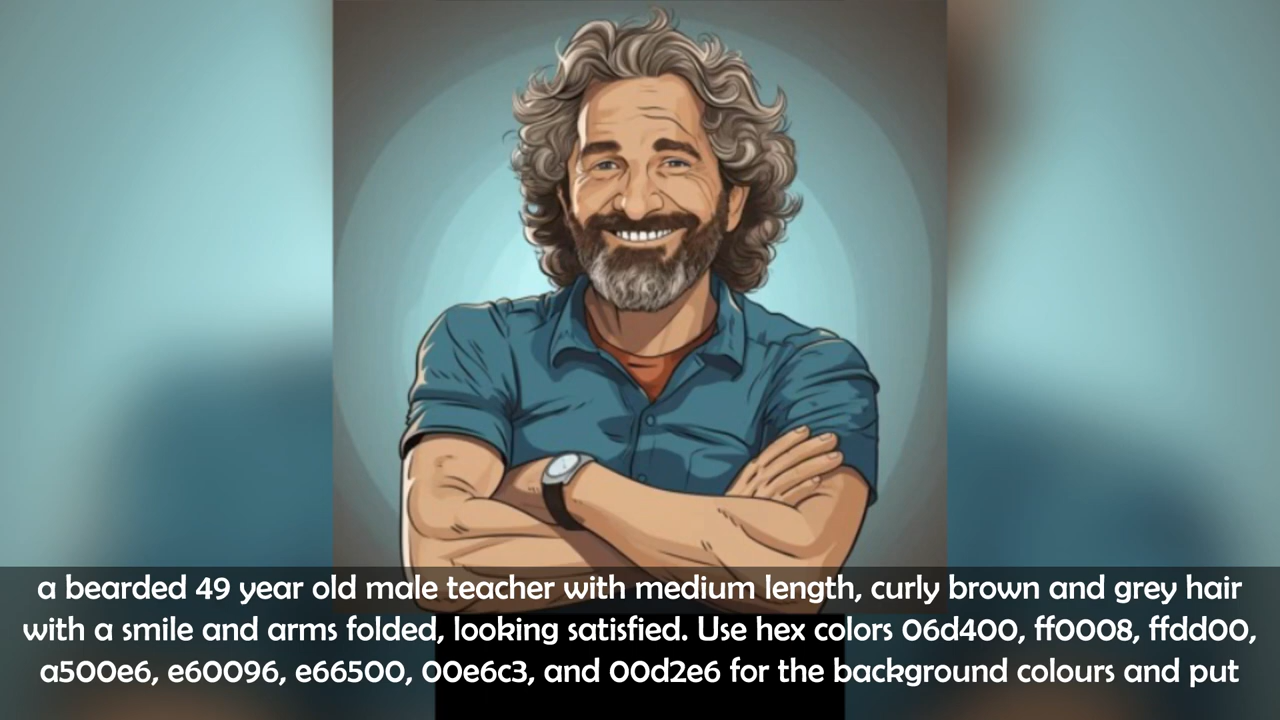 a bearded 49 year old male teacher with medium length, curly brown and grey hair
with a smile and arms folded, looking satisfied. Use hex colors 06d400, ff0008, ffdd00,
a500e6, e60096, e66500, 00e6c3, and 00d2e6 for the background colours and put